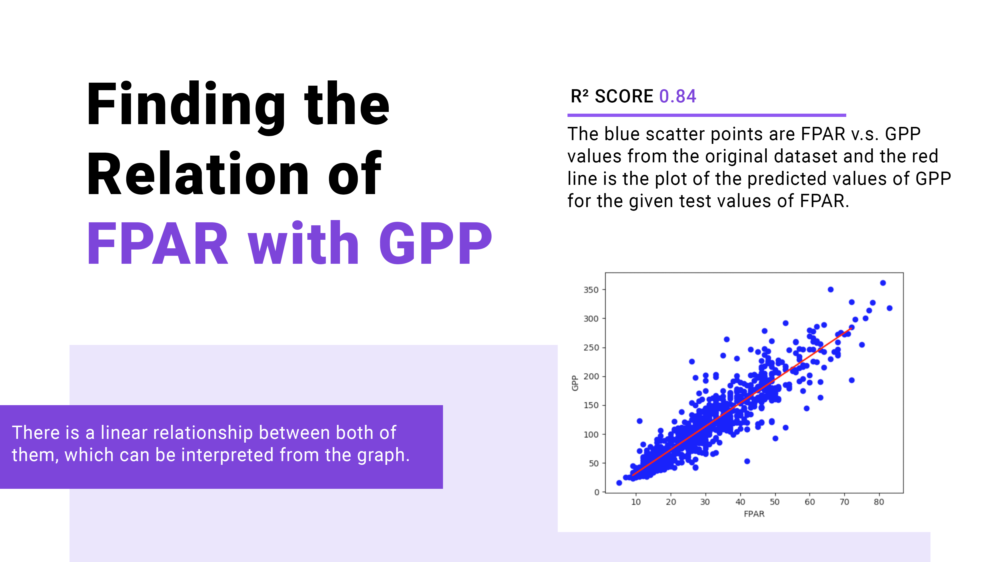 Finding the
Relation of
FPAR with GPP
R² SCORE 0.84
The blue scatter points are FPAR v.s. GPP
values from the original dataset and the red
line is the plot of the predicted values of GPP
for the given test values of FPAR.
There is a linear relationship between both of
them, which can be interpreted from the graph.
350
300
250
200
150
100
50
0
GPP
10 20 30 40 50 60 70 80
FPAR